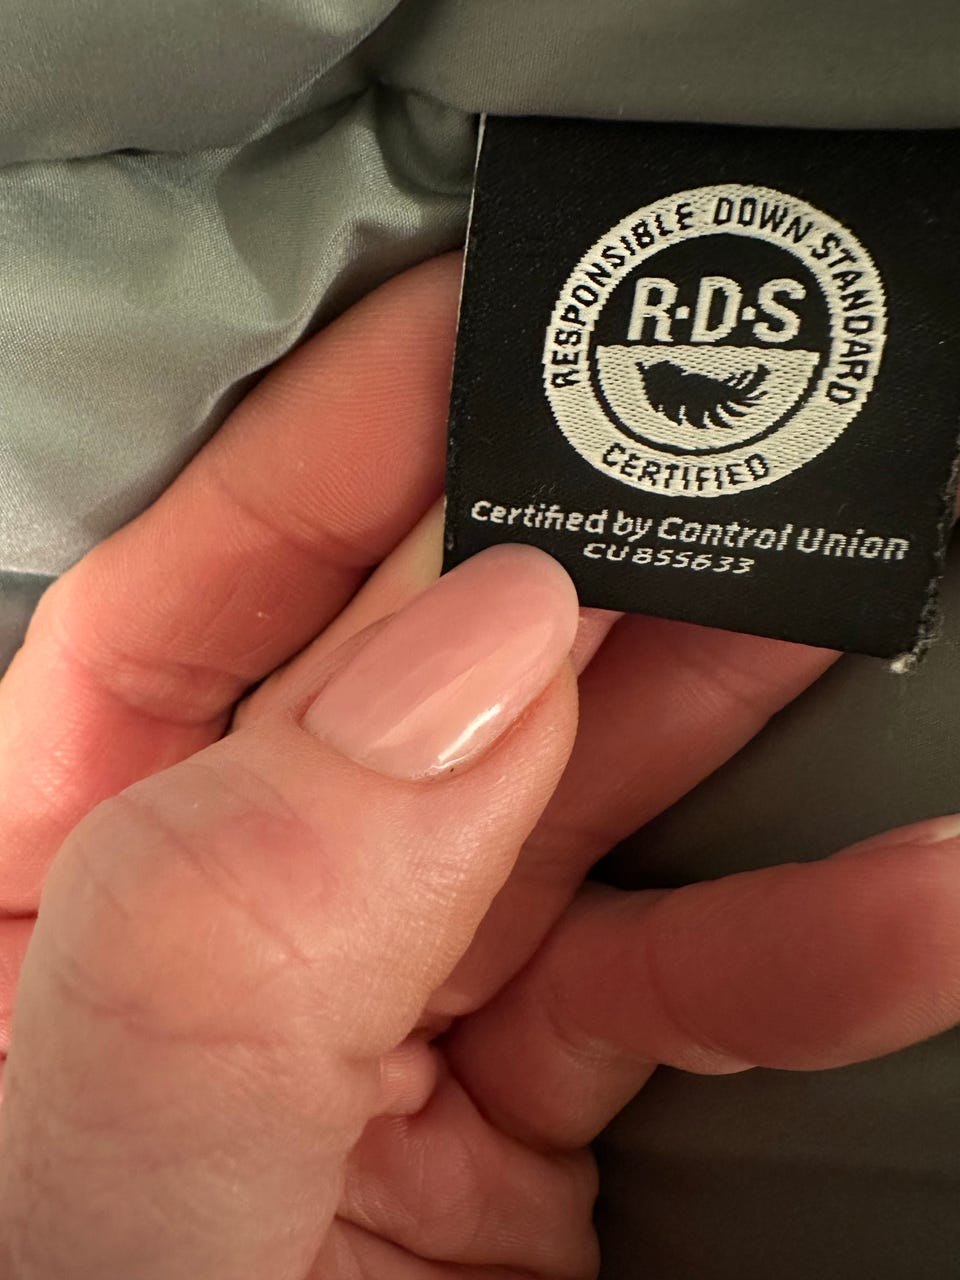 RESPONSIBLE DOWN STANDARD
R·D·S
CERTIFIED
Certified by Control Union
CU 855633